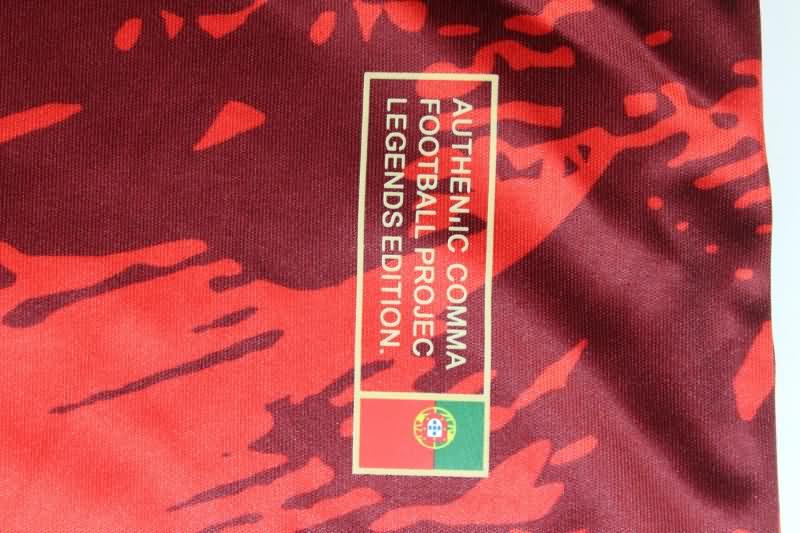 AUTHEN,,IC COMMA
FOOTBALL PROJEC
LEGENDS EDITION.